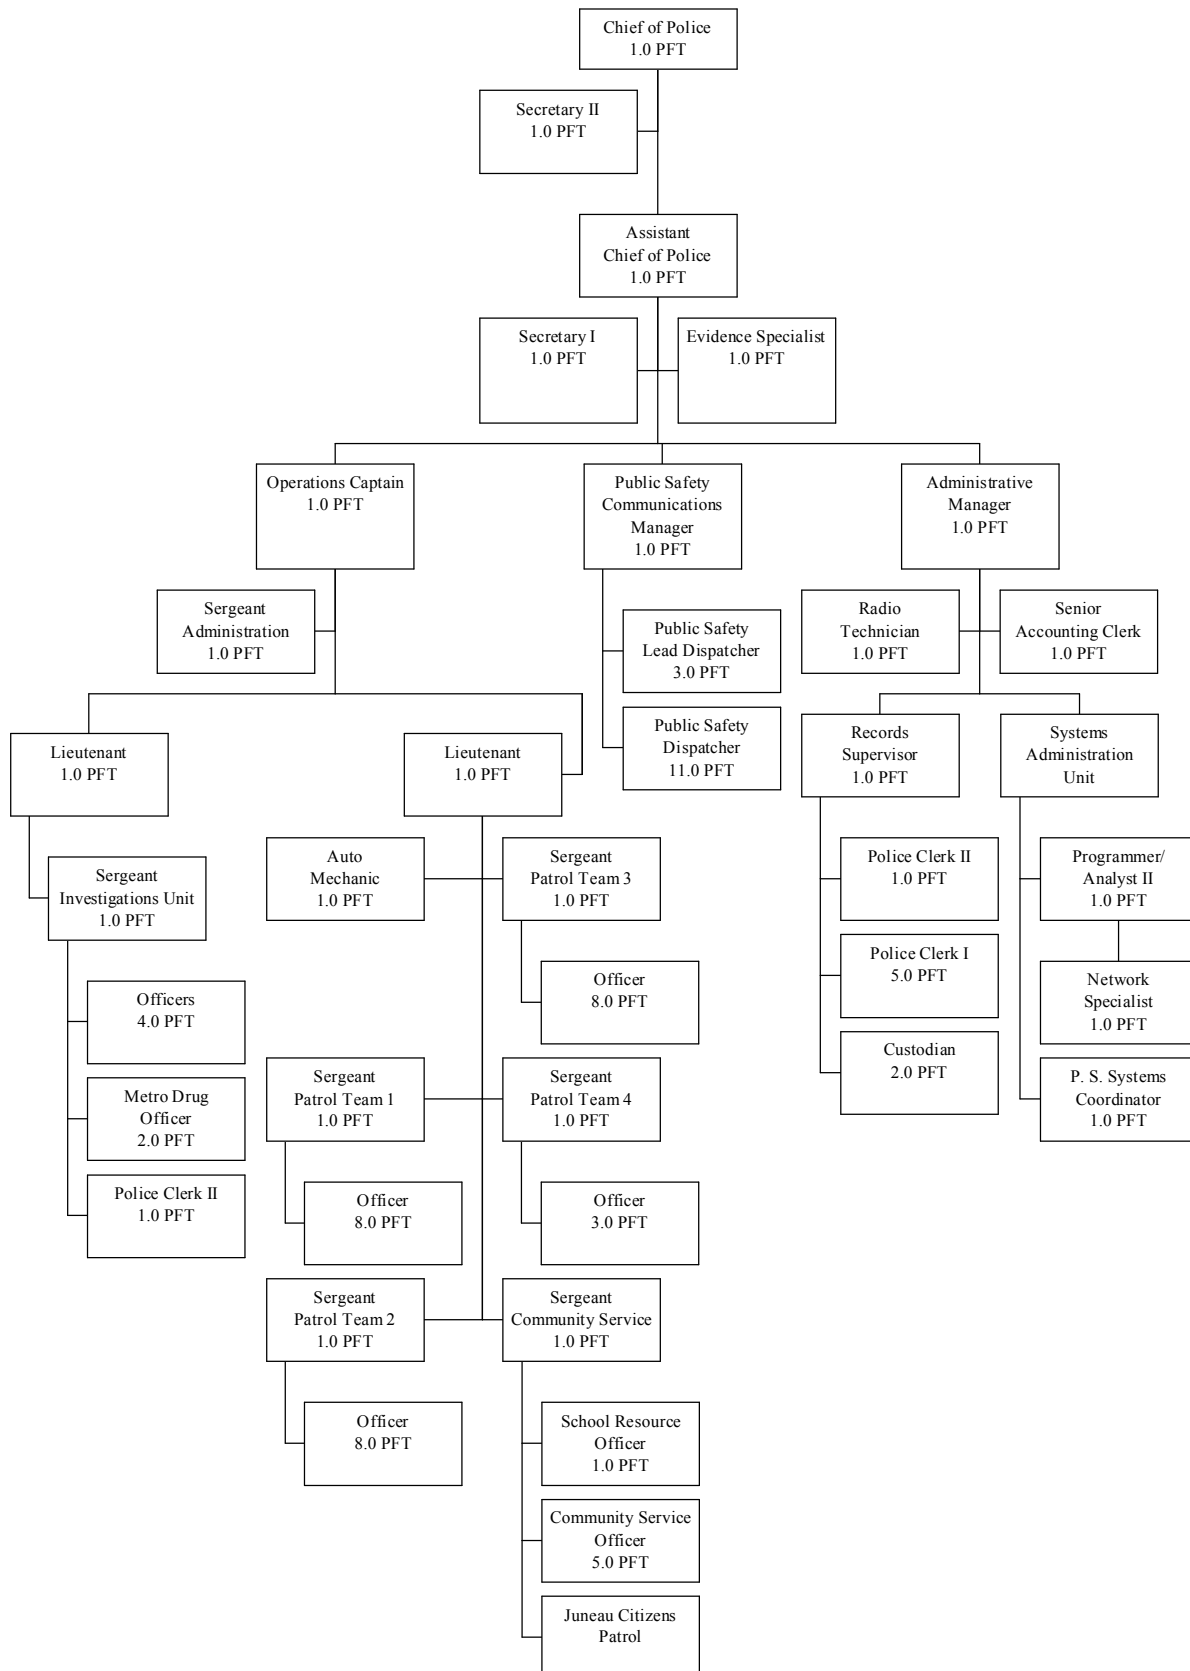 Chief of Police
1.0 PFT
Secretary II
1.0 PFT
Assistant
Chief of Police
1.0 PFT
Secretary I
1.0 PFT
Evidence Specialist
1.0 PFT
Operations Captain
1.0 PFT
Public Safety
Communications
Manager
1.0 PFT
Administrative
Manager
1.0 PFT
Sergeant
Administration
1.0 PFT
Public Safety
Lead Dispatcher
3.0 PFT
Radio
Technician
1.0 PFT
Senior
Accounting Clerk
1.0 PFT
Lieutenant
1.0 PFT
Lieutenant
1.0 PFT
Public Safety
Dispatcher
11.0 PFT
Records
Supervisor
1.0 PFT
Systems
Administration
Unit
Sergeant
Investigations Unit
1.0 PFT
Auto
Mechanic
1.0 PFT
Sergeant
Patrol Team 3
1.0 PFT
Police Clerk II
1.0 PFT
Programmer/
Analyst II
1.0 PFT
Officers
4.0 PFT
Officer
8.0 PFT
Police Clerk I
5.0 PFT
Network
Specialist
1.0 PFT
Metro Drug
Officer
2.0 PFT
Sergeant
Patrol Team 1
1.0 PFT
Sergeant
Patrol Team 4
1.0 PFT
Custodian
2.0 PFT
P. S. Systems
Coordinator
1.0 PFT
Police Clerk II
1.0 PFT
Officer
8.0 PFT
Officer
3.0 PFT
Sergeant
Patrol Team 2
1.0 PFT
Sergeant
Community Service
1.0 PFT
Officer
8.0 PFT
School Resource
Officer
1.0 PFT
Community Service
Officer
5.0 PFT
Juneau Citizens
Patrol